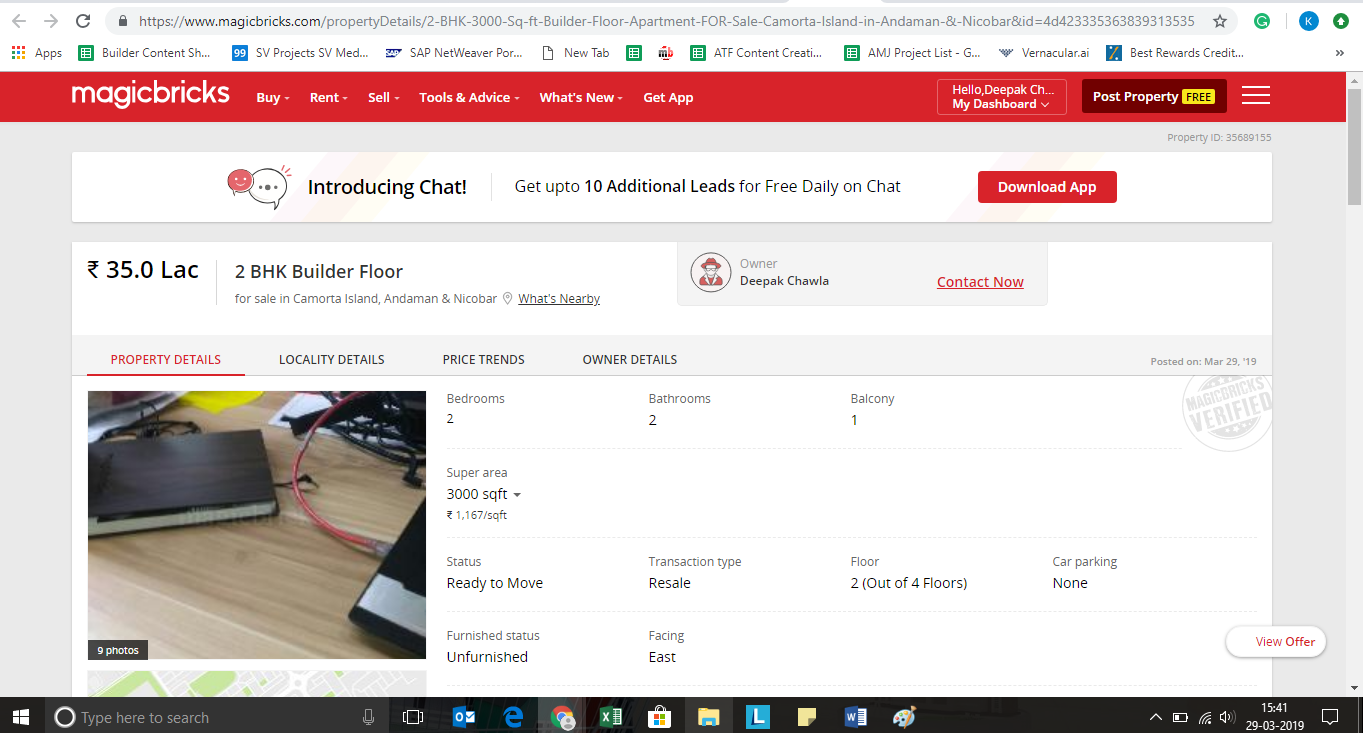 https://www.magicbricks.com/propertyDetails/2-BHK-3000-Sq-ft-Builder-Floor-Apartment-FOR-Sale-Camorta-Island-in-Andaman-&-Nicobar&id=4d423335363839313535
K
Apps Builder Content Sh... 99 SV Projects SV Med... SAP SAP NetWeaver Por... New Tab mb ATF Content Creati... AMJ Project List - G... Vernacular.ai Best Rewards Credit... »
magicbricks Buy Rent Sell Tools & Advice What's New Get App
Hello,Deepak Ch...
My Dashboard
Post Property FREE
Property ID: 35689155
Introducing Chat! Get upto 10 Additional Leads for Free Daily on Chat Download App
₹ 35.0 Lac 2 BHK Builder Floor
for sale in Camorta Island, Andaman & Nicobar What's Nearby
Owner
Deepak Chawla Contact Now
PROPERTY DETAILS LOCALITY DETAILS PRICE TRENDS OWNER DETAILS Posted on: Mar 29, '19
MAGICBRICKS
VERIFIED
magicbricks
9 photos
Bedrooms Bathrooms Balcony
2 2 1
Super area
3000 sqft
₹ 1,167/sqft
Status Transaction type Floor Car parking
Ready to Move Resale 2 (Out of 4 Floors) None
Furnished status Facing
Unfurnished East
View Offer
Type here to search
15:41
29-03-2019